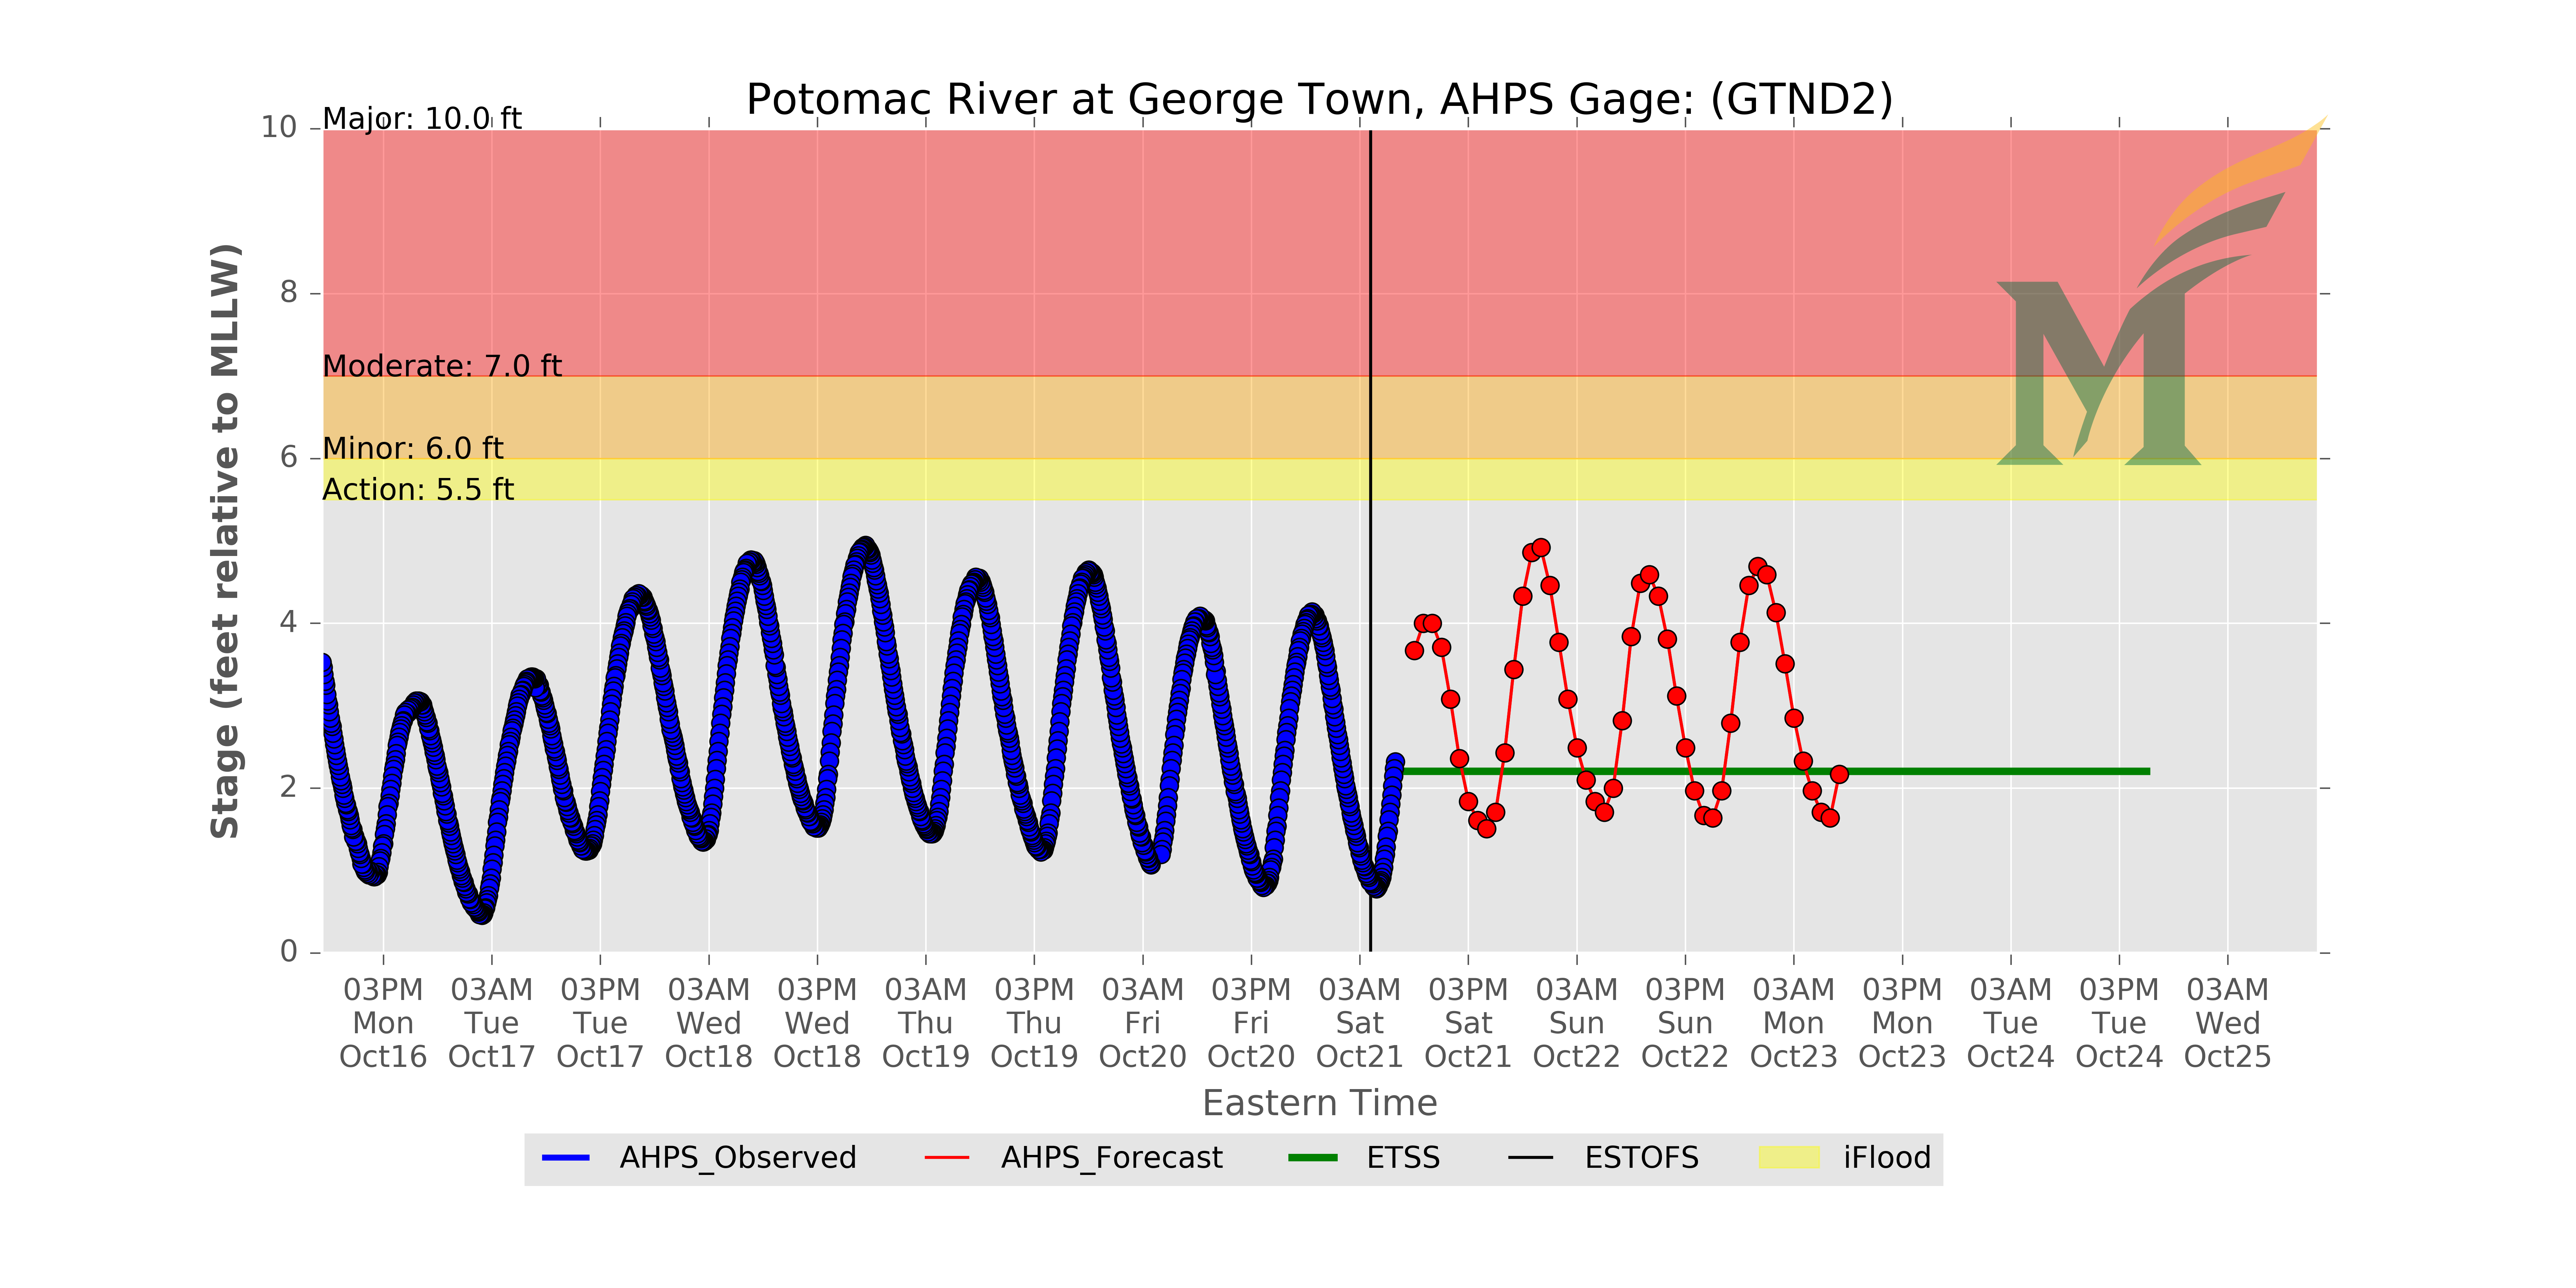 Potomac River at George Town, AHPS Gage: (GTND2)
Major: 10.0 ft
Moderate: 7.0 ft
Minor: 6.0 ft
Action: 5.5 ft
10
8
6
4
2
0
Stage (feet relative to MLLW)
03PM 03AM 03PM 03AM 03PM 03AM 03PM 03AM 03PM 03AM 03PM 03AM 03PM 03AM 03PM 03AM 03PM 03AM
Mon Tue Tue Wed Wed Thu Thu Fri Fri Sat Sat Sun Sun Mon Mon Tue Tue Wed
Oct16 Oct17 Oct17 Oct18 Oct18 Oct19 Oct19 Oct20 Oct20 Oct21 Oct21 Oct22 Oct22 Oct23 Oct23 Oct24 Oct24 Oct25
Eastern Time
AHPS_Observed AHPS_Forecast ETSS ESTOFS iFlood
M